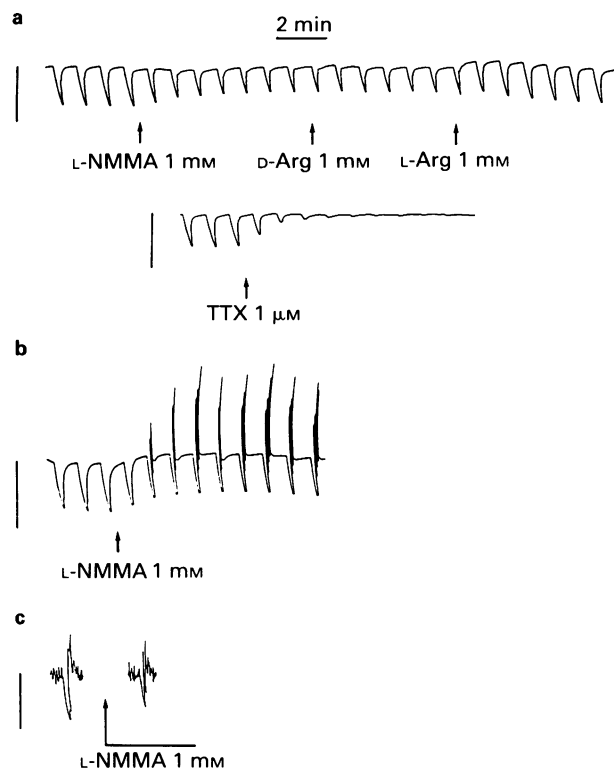 a
2 min
L-NMMA 1 mM D-Arg 1 mM L-Arg 1 mM
TTX 1 μM
b
L-NMMA 1 mM
c
L-NMMA 1 mM